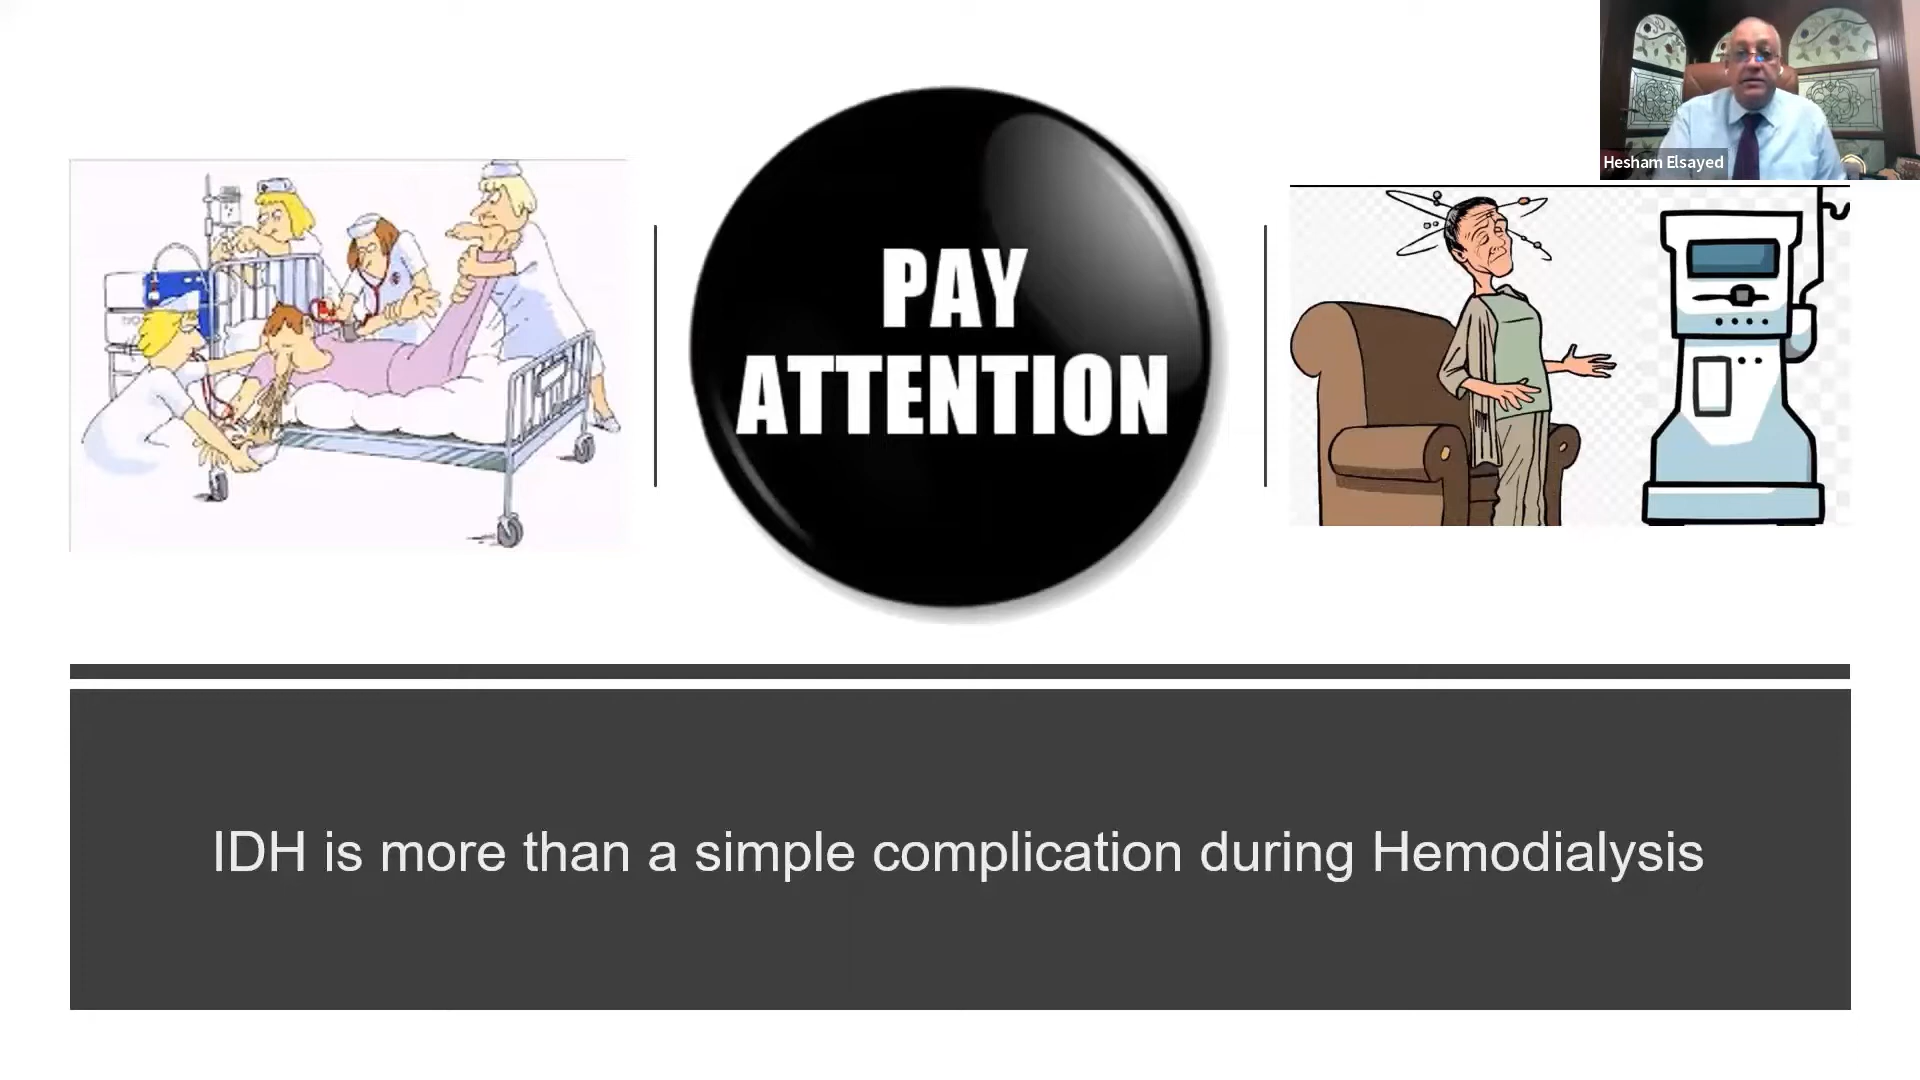 Hesham Elsayed
PAY
ATTENTION
IDH is more than a simple complication during Hemodialysis